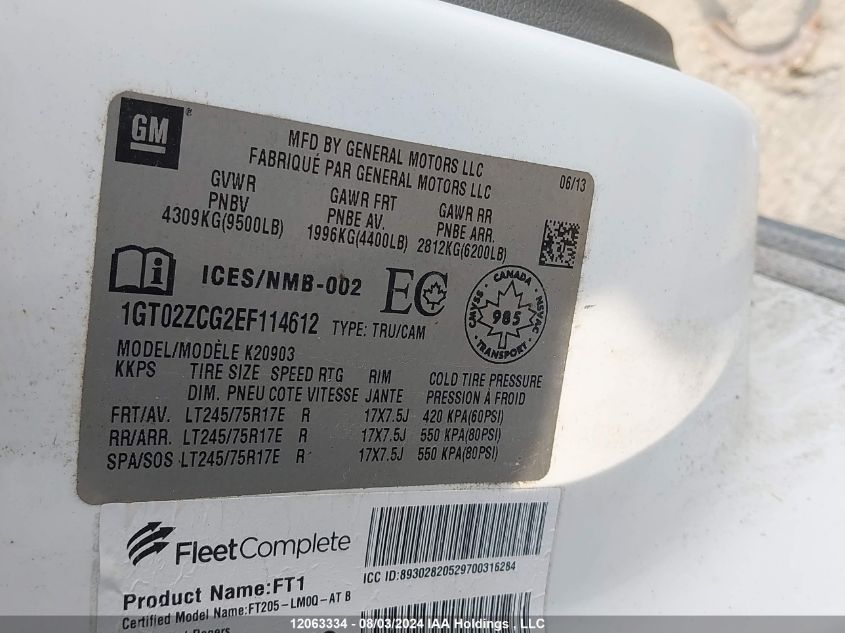 GM
MFD BY GENERAL MOTORS LLC
FABRIQUÉ PAR GENERAL MOTORS LLC
06/13
GVWR
PNBV
4309KG(9500LB)
GAWR FRT
PNBE AV.
1996KG(4400LB)
GAWR RR
PNBE ARR.
2812KG(6200LB)
i ICES/NMB-002 EC
CANADA
CMVSS NSVAC
985
TRANSPORT
1GT02ZCG2EF114612 TYPE: TRU/CAM
MODEL/MODÈLE K20903
KKPS TIRE SIZE SPEED RTG RIM COLD TIRE PRESSURE
DIM. PNEU COTE VITESSE JANTE PRESSION À FROID
FRT/AV. LT245/75R17E R 17X7.5J 420 KPA(60PSI)
RR/ARR. LT245/75R17E R 17X7.5J 550 KPA(80PSI)
SPA/SOS LT245/75R17E R 17X7.5J 550 KPA(80PSI)
FleetComplete
ICC ID:89302820529700316284
Product Name:FT1
Certified Model Name:FT205-LM0Q-AT B
Rogers
12063334 - 08/03/2024 IAA Holdings , LLC